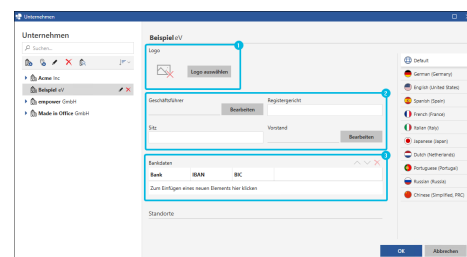 Unternehmen
Unternehmen
Suchen...
Acme Inc
Beispiel eV
empower GmbH
Made in Office GmbH
Beispiel eV
1
Logo
Logo auswählen
2
Geschäftsführer
Bearbeiten
Registergericht
Sitz
Vorstand
Bearbeiten
3
Bankdaten
Bank IBAN BIC
Zum Einfügen eines neuen Elements hier klicken
Standorte
Default
German (Germany)
English (United States)
Spanish (Spain)
French (France)
Italian (Italy)
Japanese (Japan)
Dutch (Netherlands)
Portuguese (Portugal)
Russian (Russia)
Chinese (Simplified, PRC)
OK Abbrechen